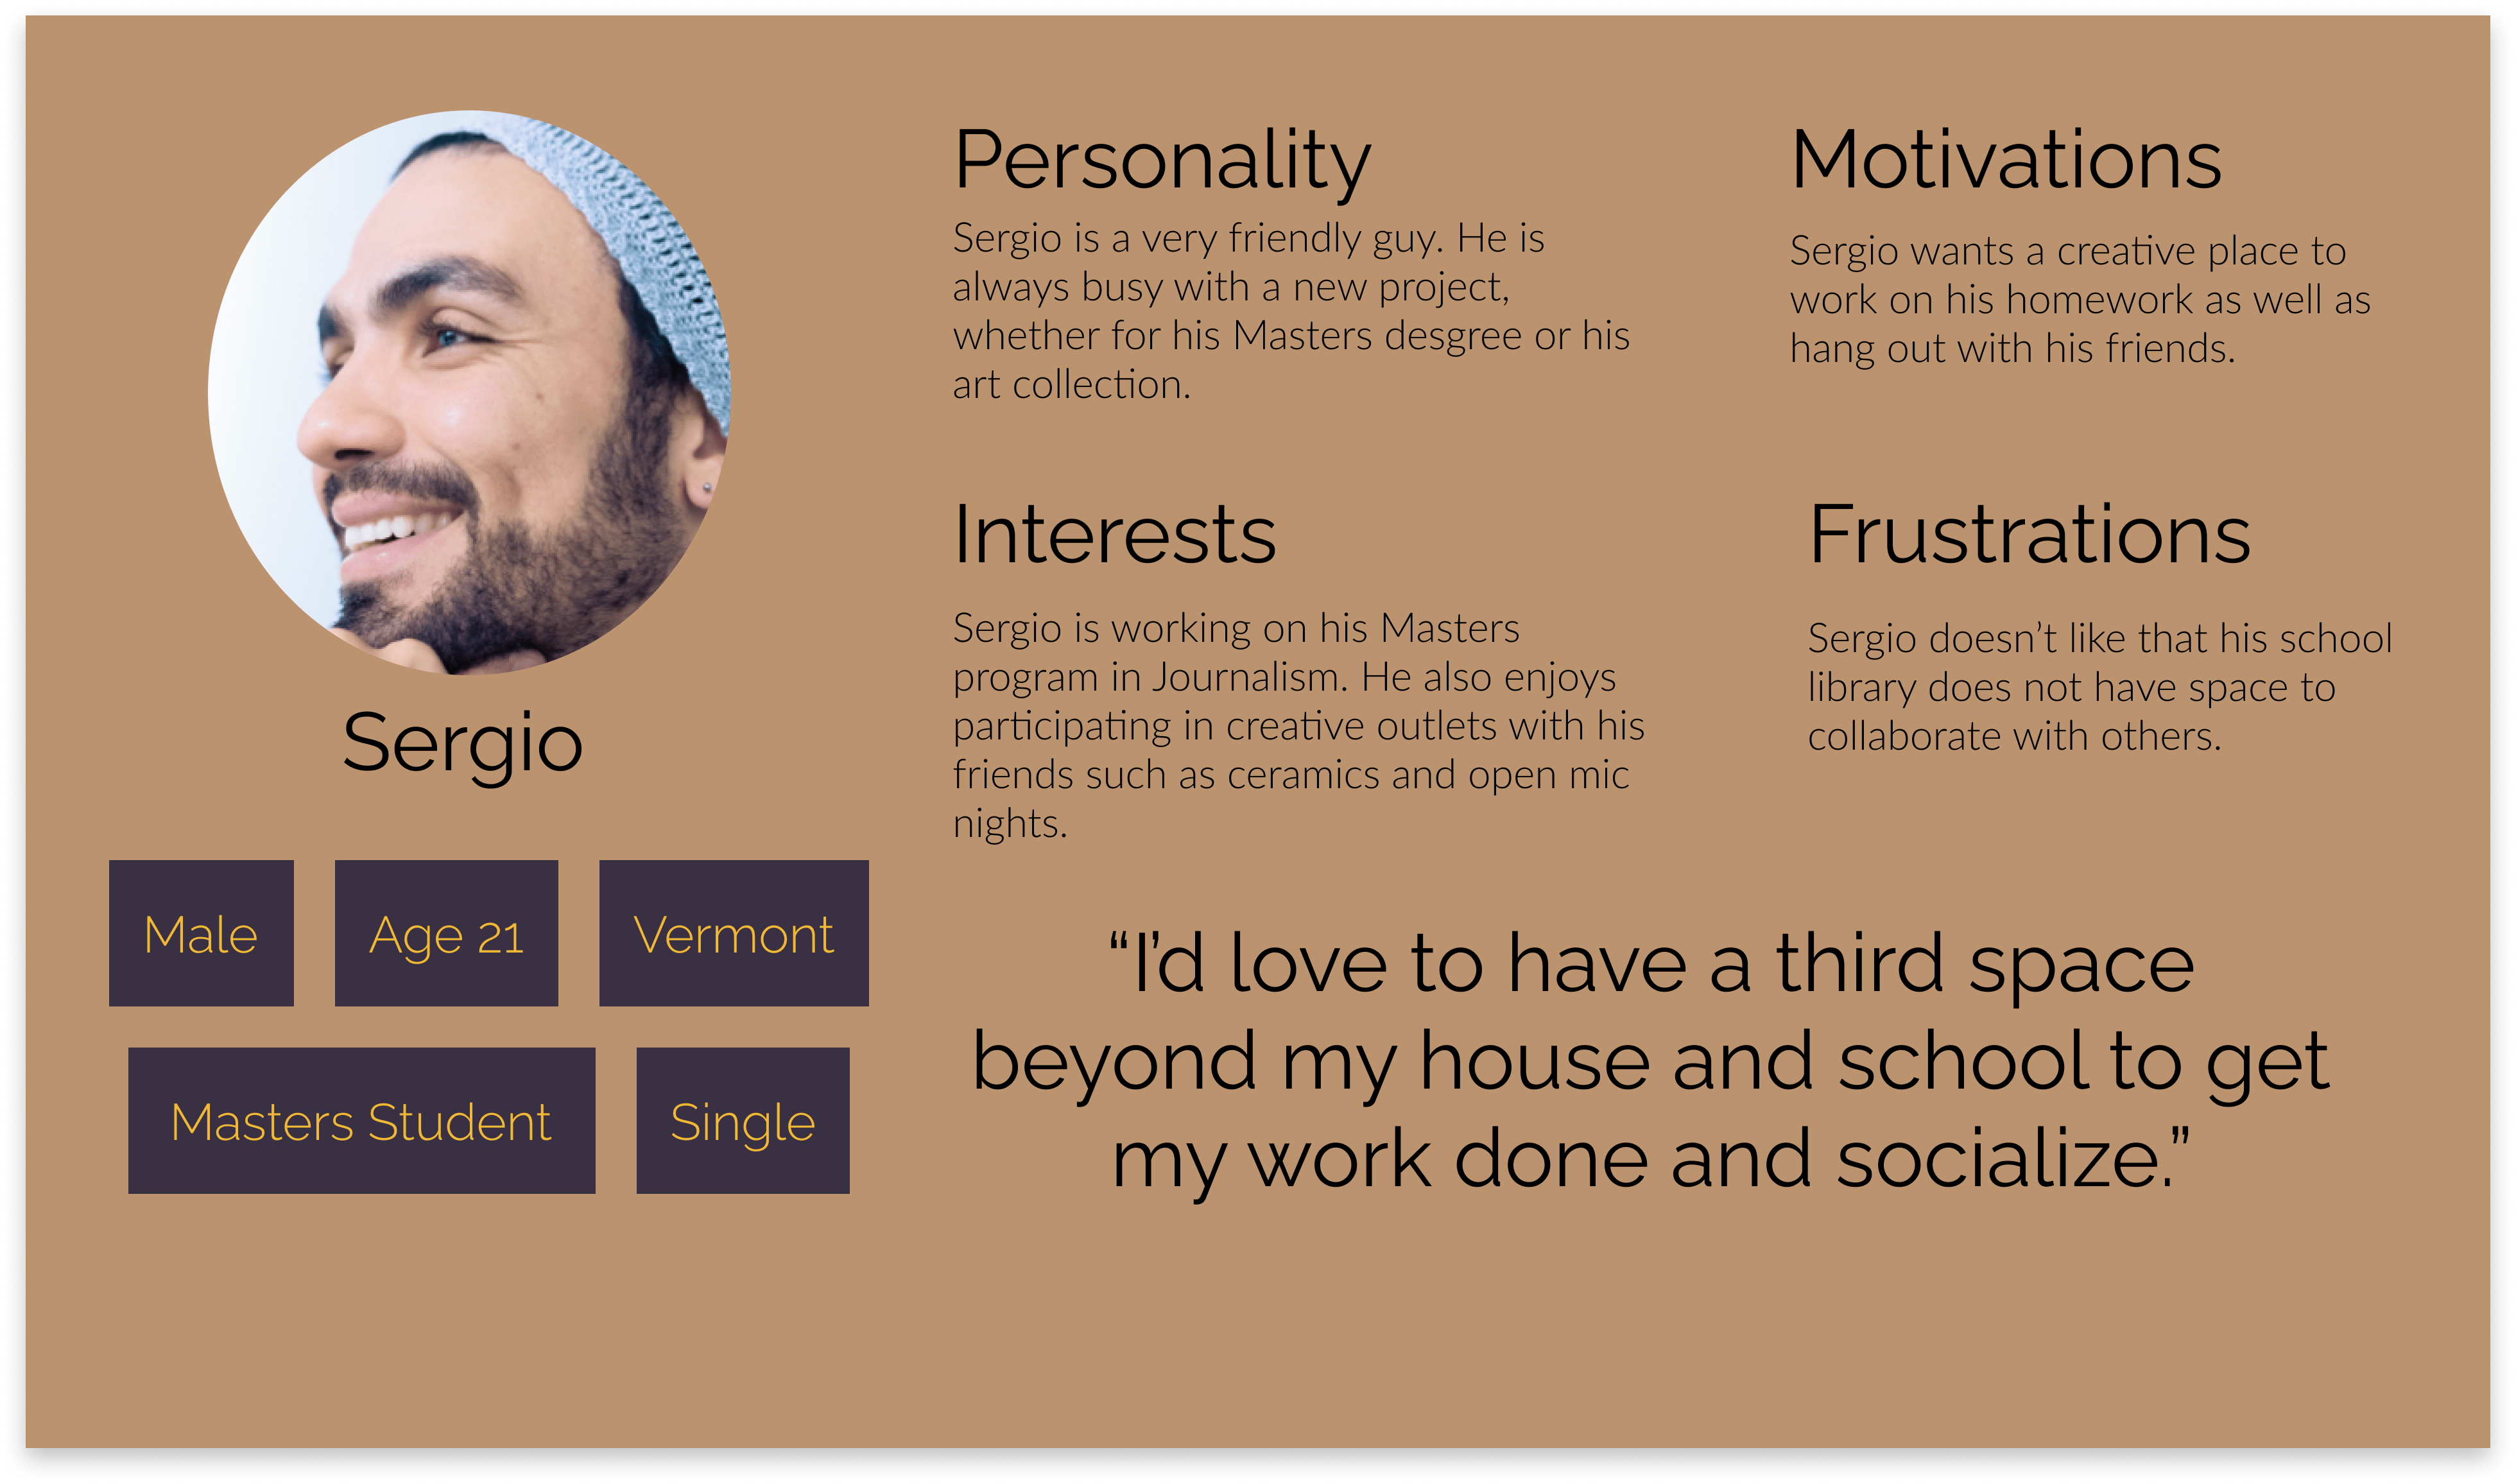 Sergio
Male
Age 21
Vermont
Masters Student
Single
Personality
Sergio is a very friendly guy. He is
always busy with a new project,
whether for his Masters desgree or his
art collection.
Motivations
Sergio wants a creative place to
work on his homework as well as
hang out with his friends.
Interests
Sergio is working on his Masters
program in Journalism. He also enjoys
participating in creative outlets with his
friends such as ceramics and open mic
nights.
Frustrations
Sergio doesn’t like that his school
library does not have space to
collaborate with others.
“I’d love to have a third space
beyond my house and school to get
my work done and socialize.”